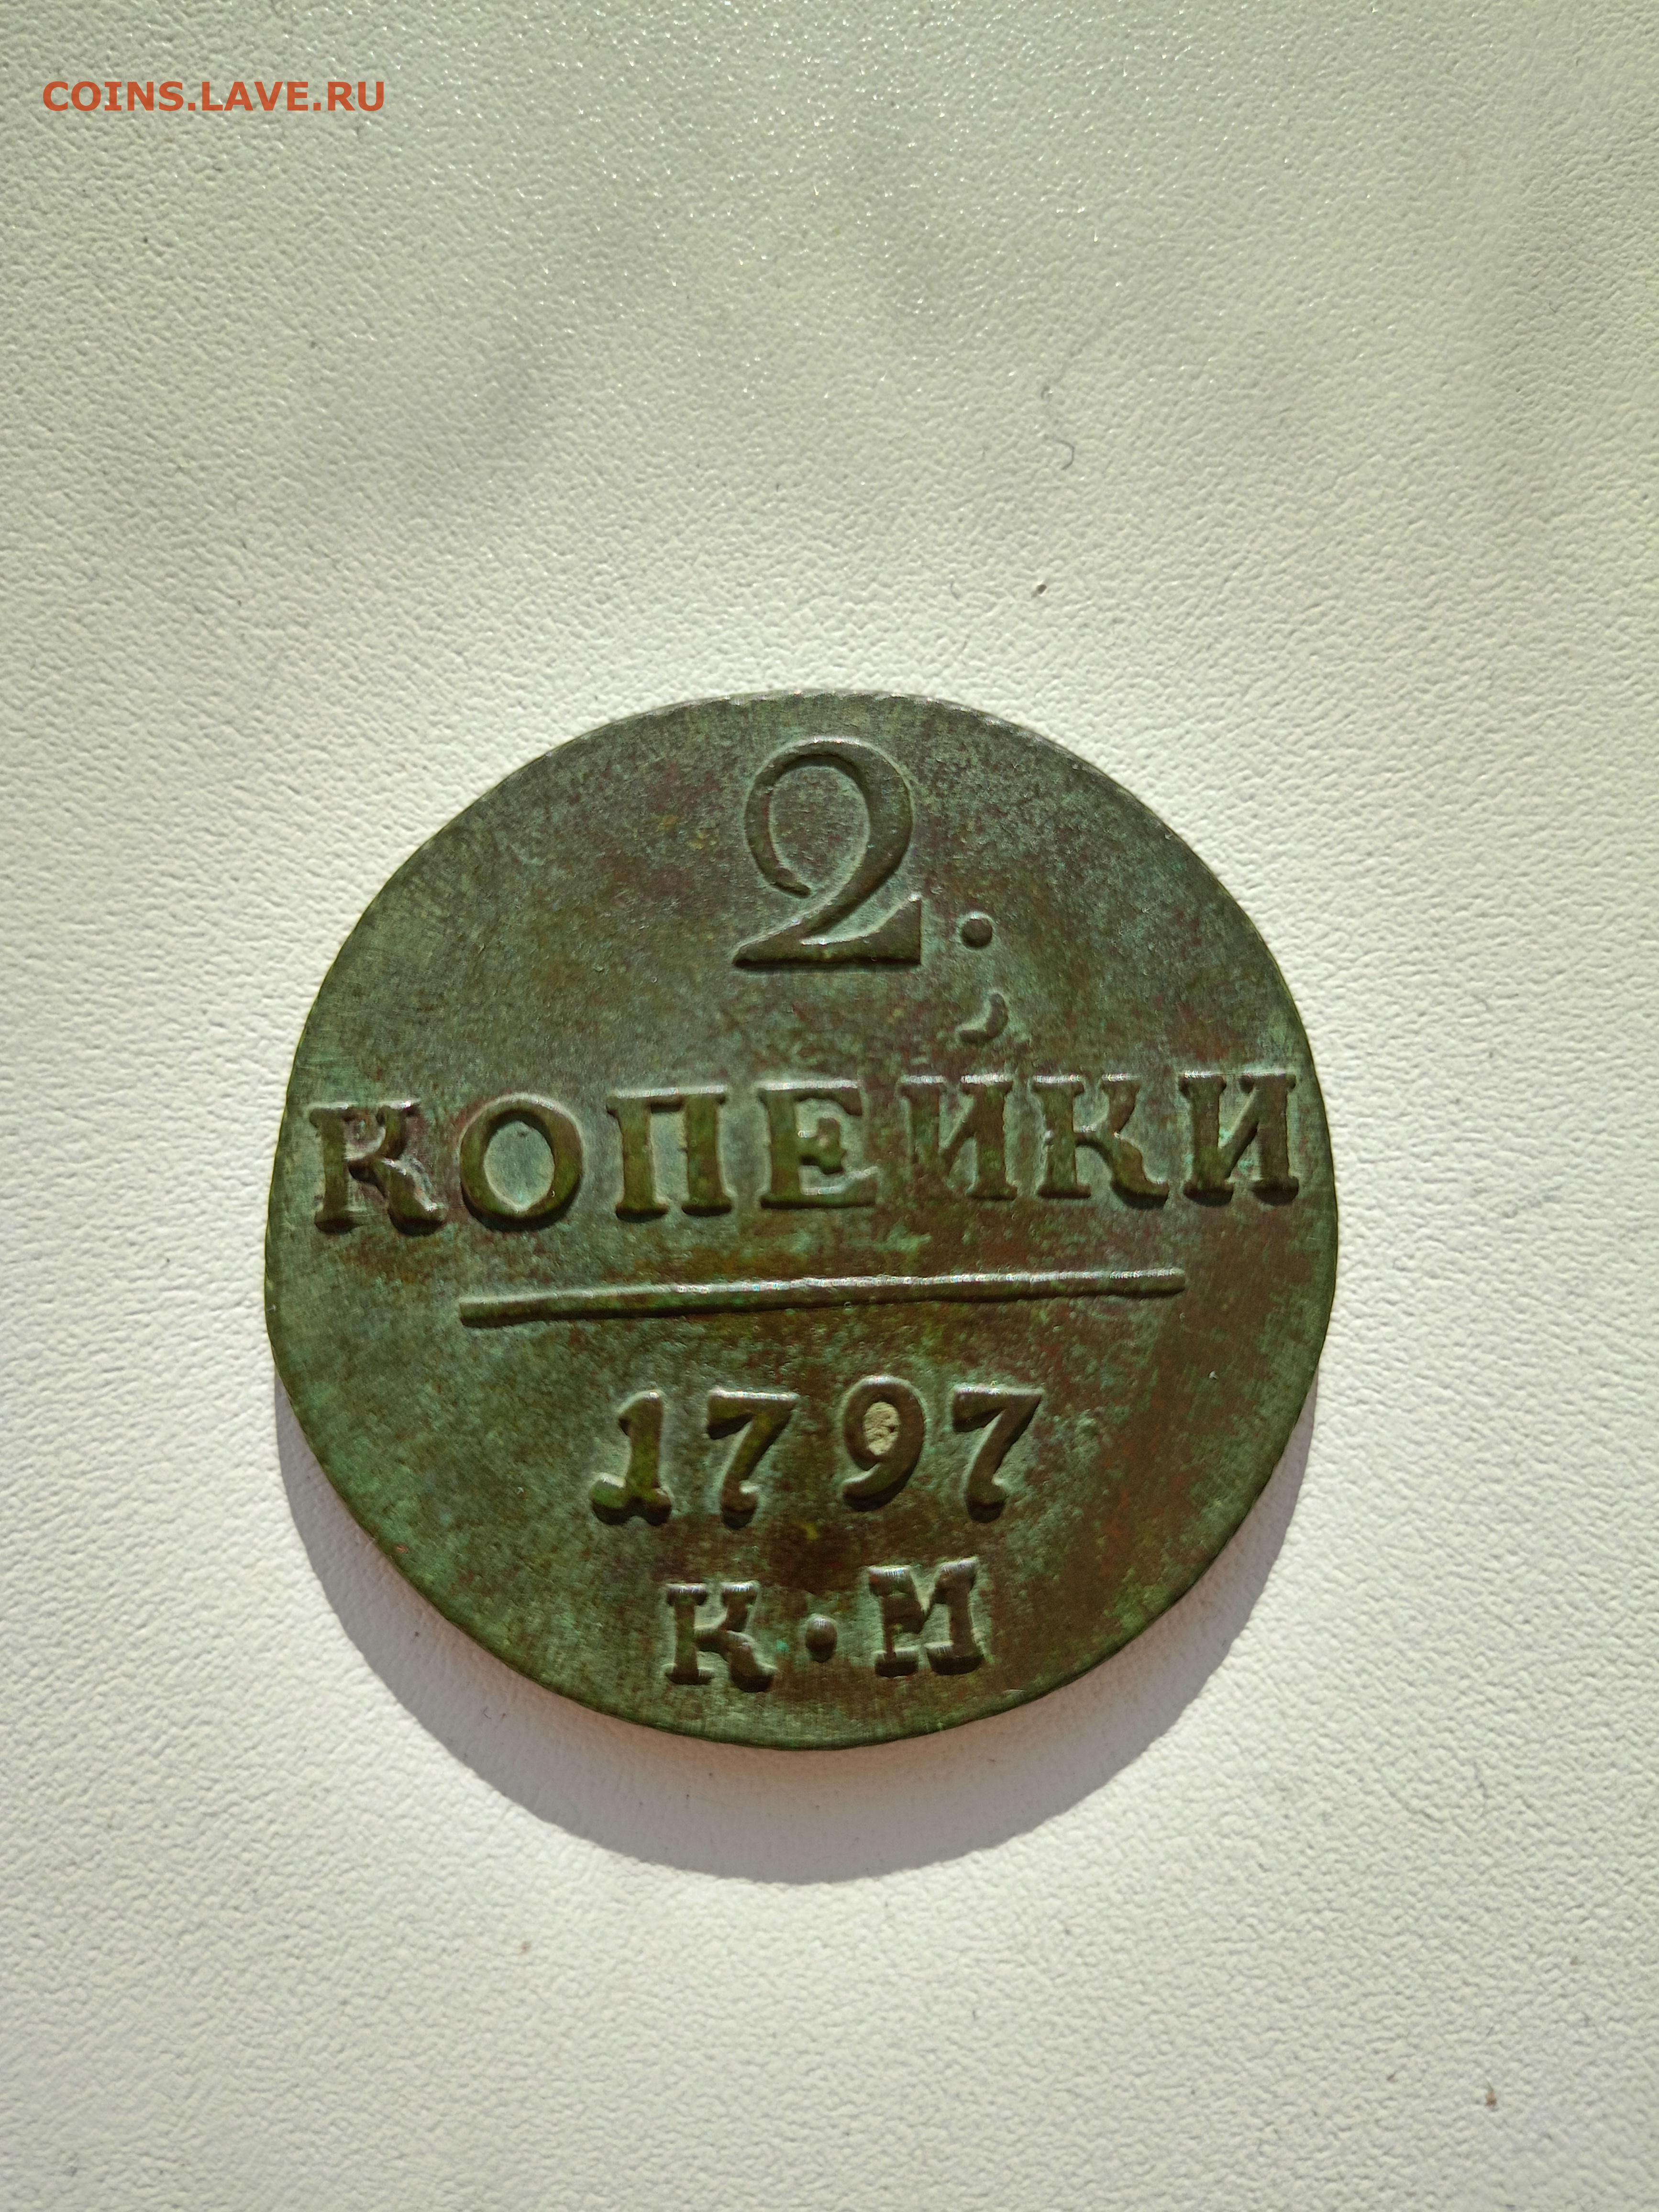 COINS.LAVE.RU
2.
КОПЕЙКИ
1797
К·М